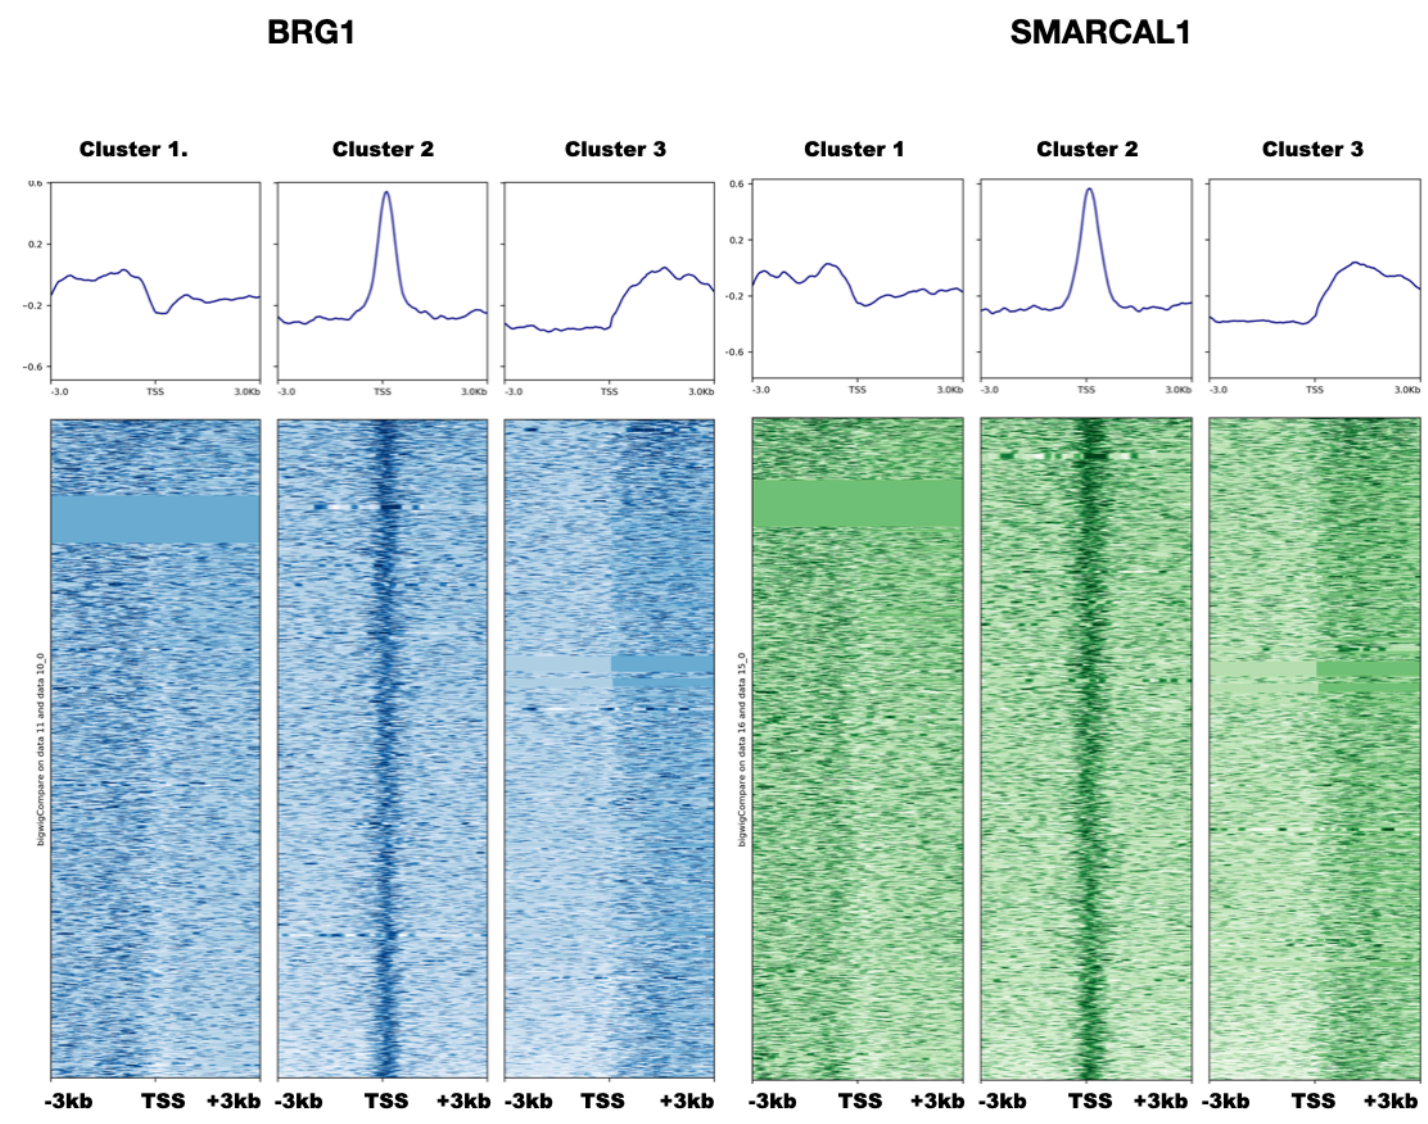 BRG1 SMARCAL1
Cluster 1. Cluster 2 Cluster 3 Cluster 1 Cluster 2 Cluster 3
0.6 0.6
0.2 0.2
-0.2 -0.2
-0.6 -0.6
-3.0 TSS 3.0Kb -3.0 TSS 3.0Kb -3.0 TSS 3.0Kb -3.0 TSS 3.0Kb -3.0 TSS 3.0Kb -3.0 TSS 3.0Kb
bigwigCompare on data 11 and data 10_0
bigwigCompare on data 16 and data 15_0
-3kb TSS +3kb -3kb TSS +3kb -3kb TSS +3kb -3kb TSS +3kb -3kb TSS +3kb -3kb TSS +3kb